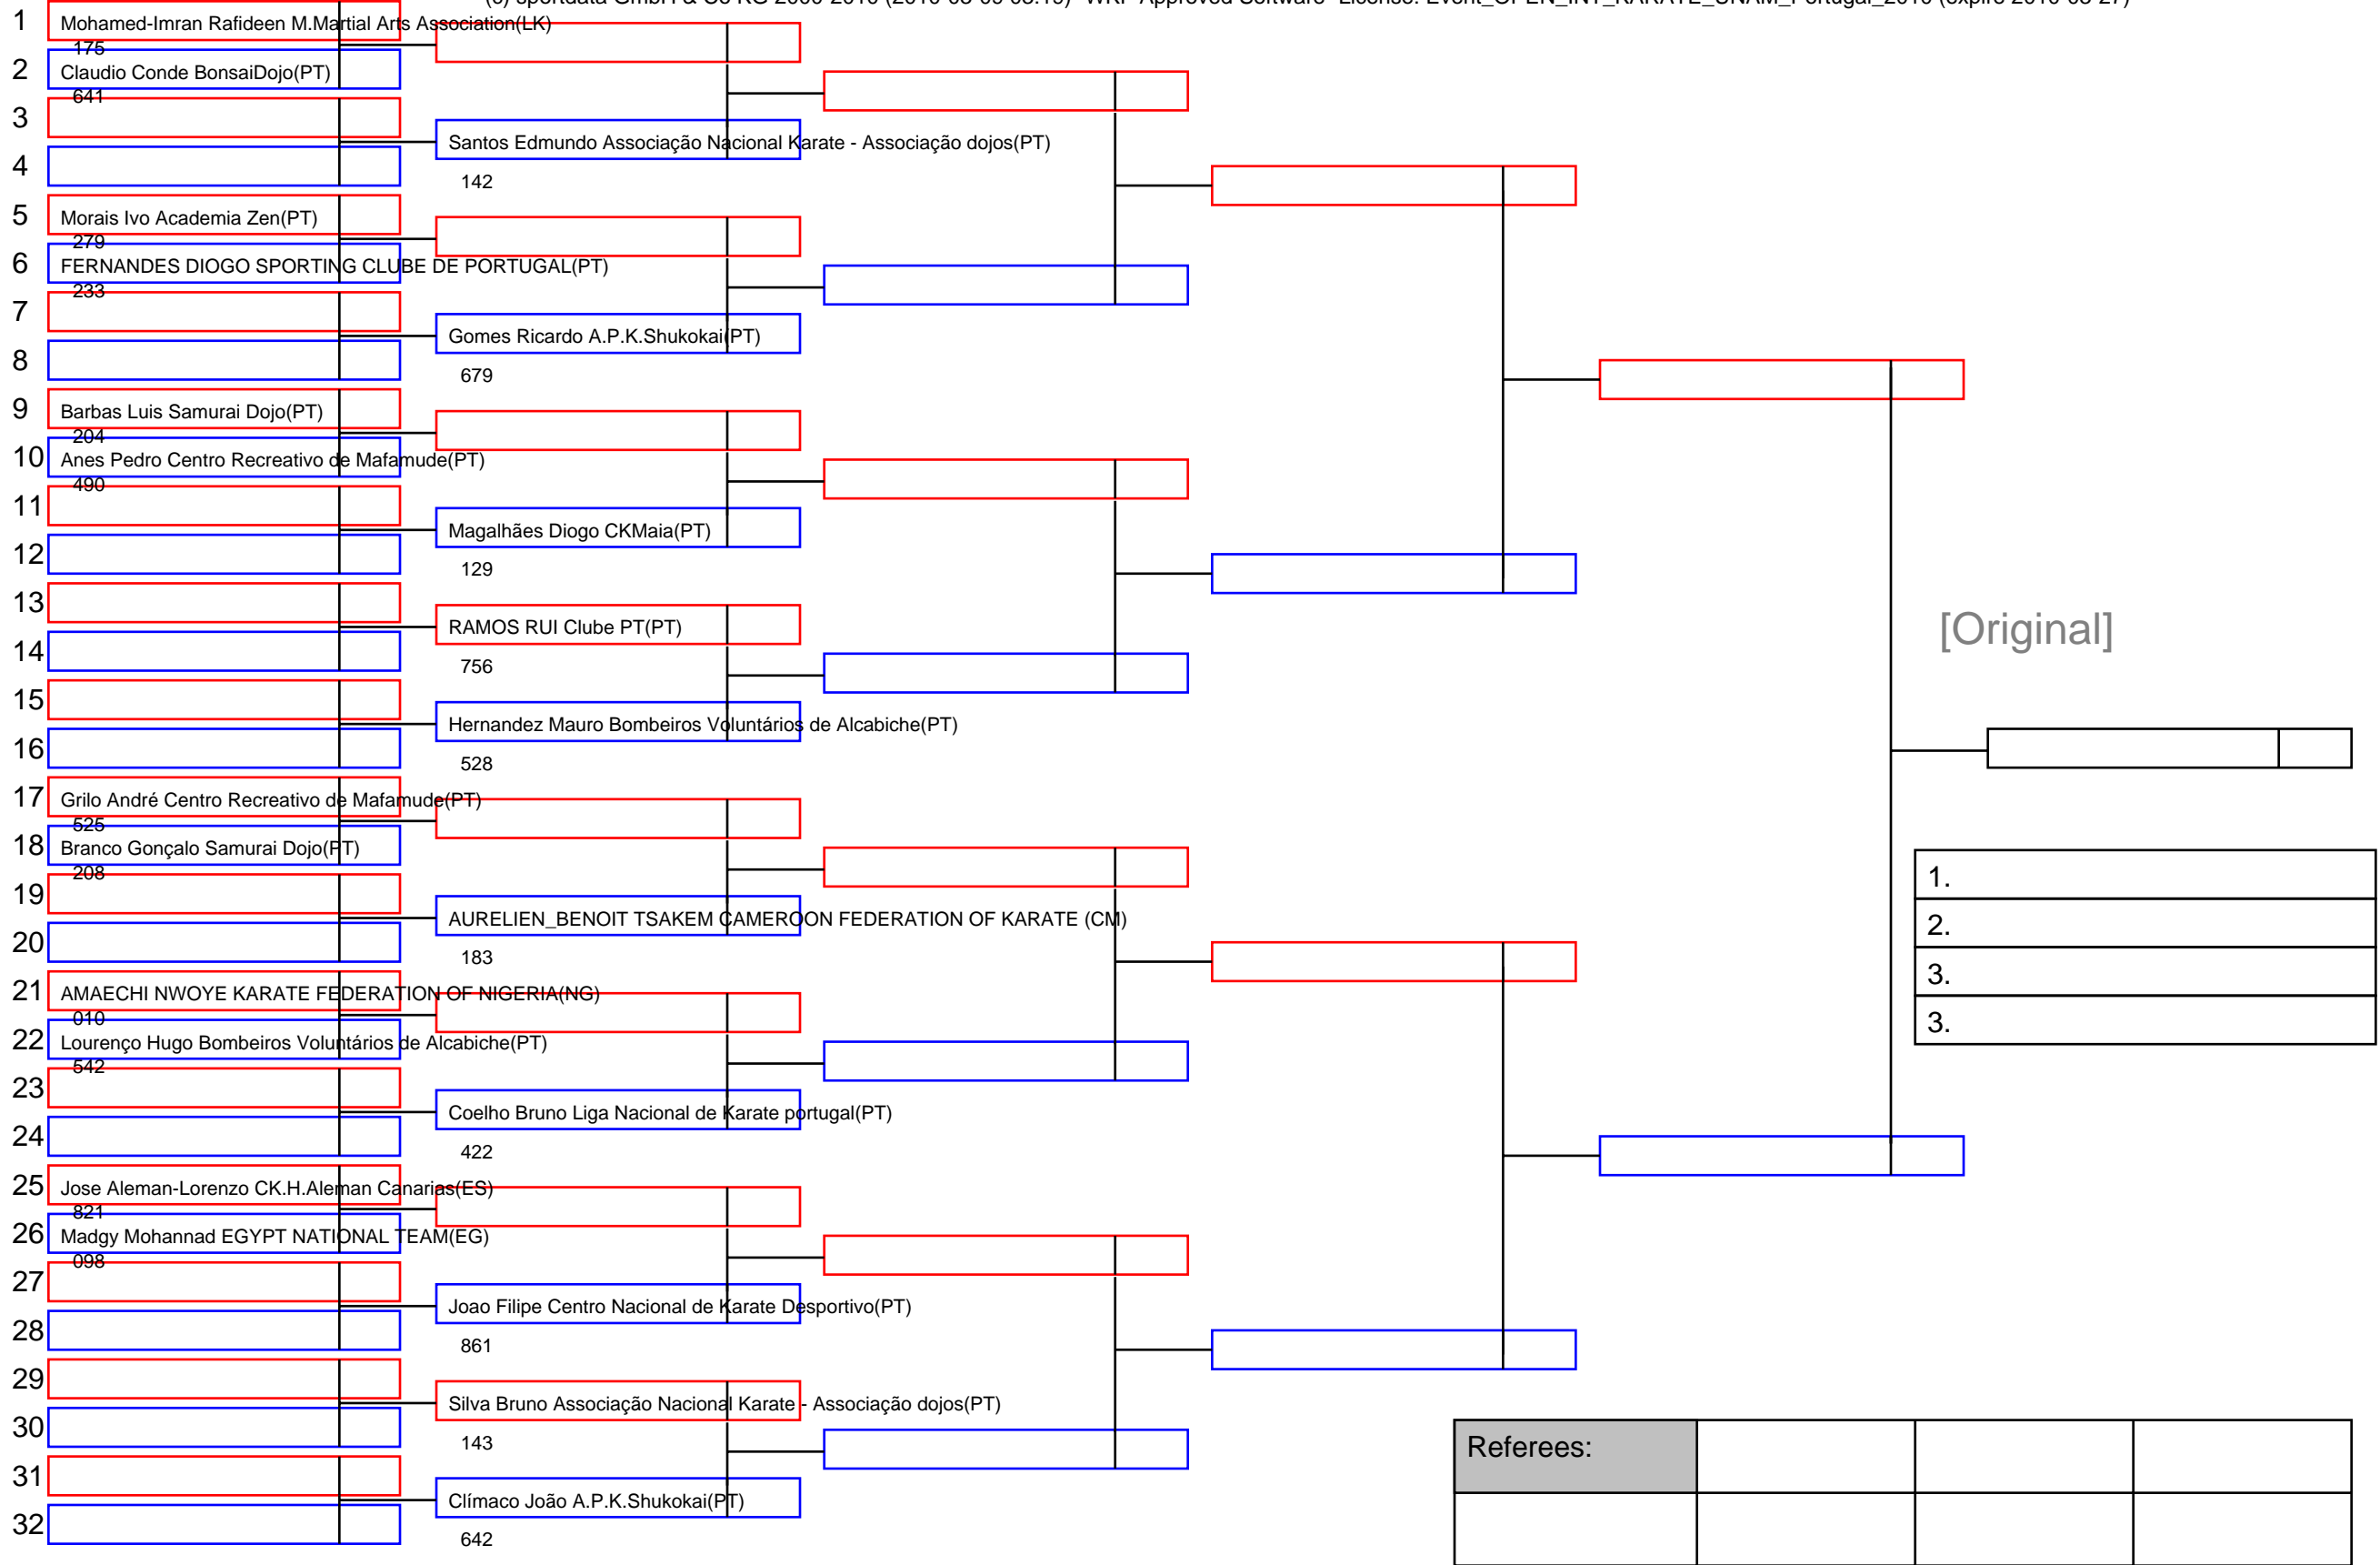 1 Mohamed-Imran Rafideen M.Martial Arts Association(LK)
175
2 Claudio Conde BonsaiDojo(PT)
641
3
Santos Edmundo Associação Nacional Karate - Associação dojos(PT)
4
142
5 Morais Ivo Academia Zen(PT)
279
6 FERNANDES DIOGO SPORTING CLUBE DE PORTUGAL(PT)
233
7
Gomes Ricardo A.P.K.Shukokai(PT)
8
679
9 Barbas Luis Samurai Dojo(PT)
204
10 Anes Pedro Centro Recreativo de Mafamude(PT)
490
11
Magalhães Diogo CKMaia(PT)
12
129
13
RAMOS RUI Clube PT(PT)
[Original]
14
756
15
Hernandez Mauro Bombeiros Voluntários de Alcabiche(PT)
16
528
17 Grilo André Centro Recreativo de Mafamude(PT)
525
18 Branco Gonçalo Samurai Dojo(PT)
208
19
1.
AURELIEN_BENOIT TSAKEM CAMEROON FEDERATION OF KARATE (CM)
2.
20
183
3.
21 AMAECHI NWOYE KARATE FEDERATION OF NIGERIA(NG)
010
3.
22 Lourenço Hugo Bombeiros Voluntários de Alcabiche(PT)
542
23
Coelho Bruno Liga Nacional de Karate portugal(PT)
24
422
25 Jose Aleman-Lorenzo CK.H.Aleman Canarias(ES)
821
26 Madgy Mohannad EGYPT NATIONAL TEAM(EG)
098
27
Joao Filipe Centro Nacional de Karate Desportivo(PT)
28
861
29
Silva Bruno Associação Nacional Karate - Associação dojos(PT)
30
143
Referees:
31
Clímaco João A.P.K.Shukokai(PT)
32
642